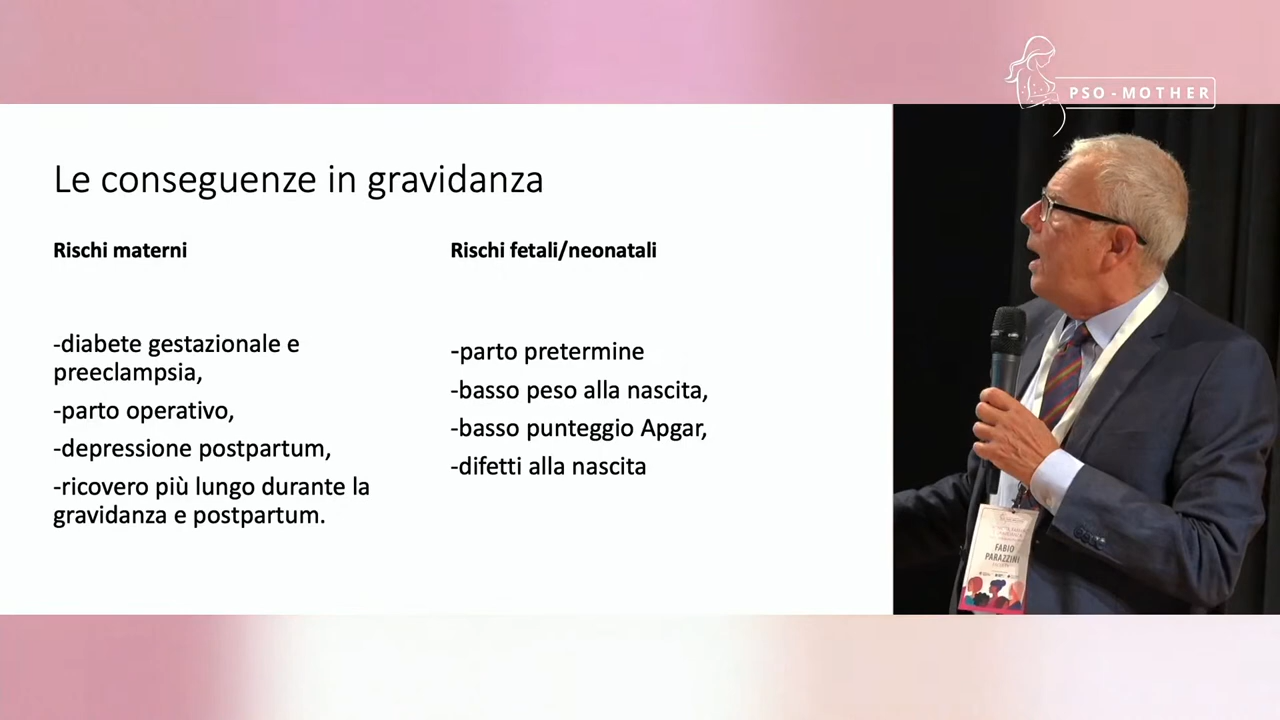 PSO-MOTHER
Le conseguenze in gravidanza
Rischi materni
-diabete gestazionale e
preeclampsia,
-parto operativo,
-depressione postpartum,
-ricovero più lungo durante la
gravidanza e postpartum.
Rischi fetali/neonatali
-parto pretermine
-basso peso alla nascita,
-basso punteggio Apgar,
-difetti alla nascita
FABIO
PARAZZINI